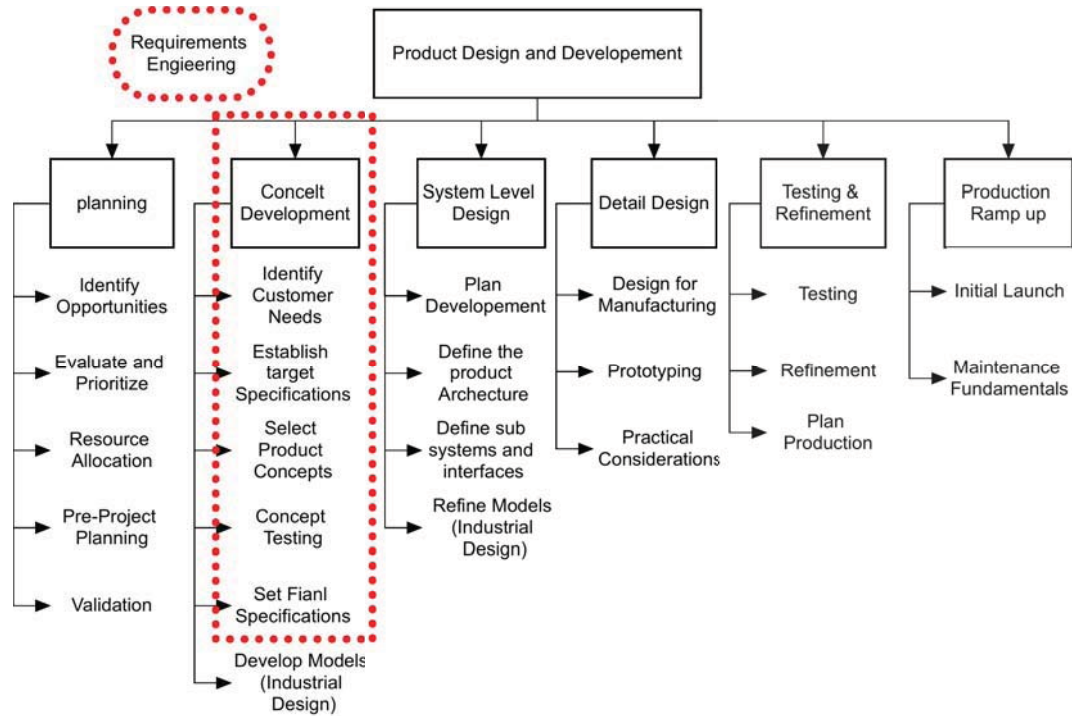 Requirements
Engieering
Product Design and Developement
planning
Identify
Opportunities
Evaluate and
Prioritize
Resource
Allocation
Pre-Project
Planning
Validation
Concelt
Development
Identify
Customer
Needs
Establish
target
Specifications
Select
Product
Concepts
Concept
Testing
Set Fianl
Specifications
Develop Models
(Industrial
Design)
System Level
Design
Plan
Developement
Define the
product
Archecture
Define sub
systems and
interfaces
Refine Models
(Industrial
Design)
Detail Design
Design for
Manufacturing
Prototyping
Practical
Considerations
Testing &
Refinement
Testing
Refinement
Plan
Production
Production
Ramp up
Initial Launch
Maintenance
Fundamentals